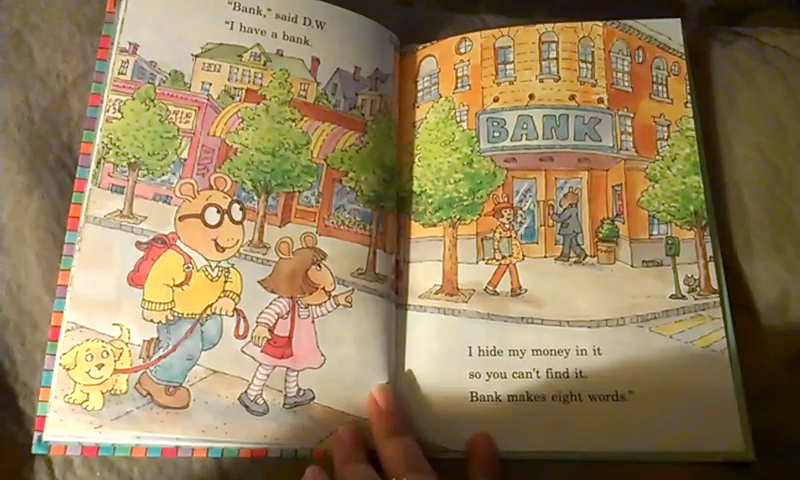 "Bank," said D.W.
"I have a bank.
BANK
I hide my money in it
so you can't find it.
Bank makes eight words."